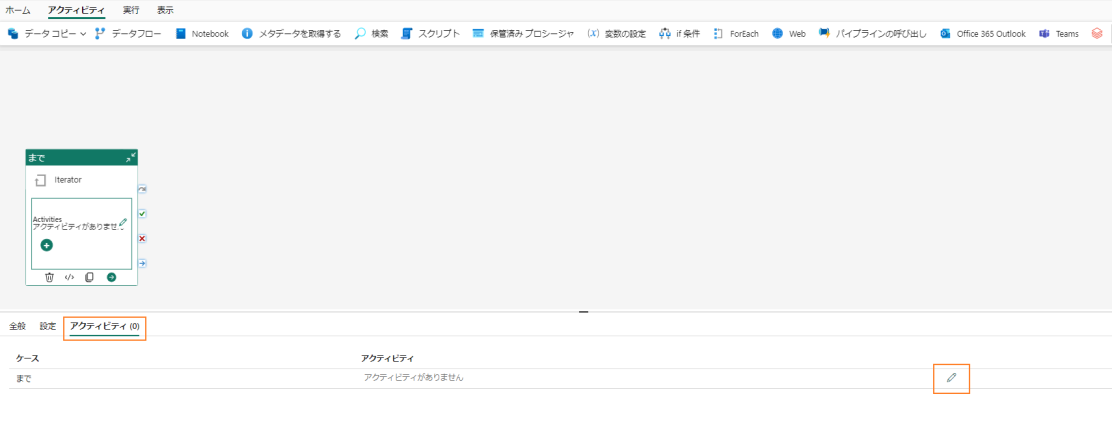 ホーム アクティビティ 実行 表示
データ コピー データフロー Notebook メタデータを取得する 検索 スクリプト 保管済み プロシージャ (x) 変数の設定 if 条件 ForEach Web パイプラインの呼び出し Office 365 Outlook Teams
まで
Iterator
Activities
アクティビティがありませ...
全般 設定 アクティビティ (0)
ケース アクティビティ
まで アクティビティがありません